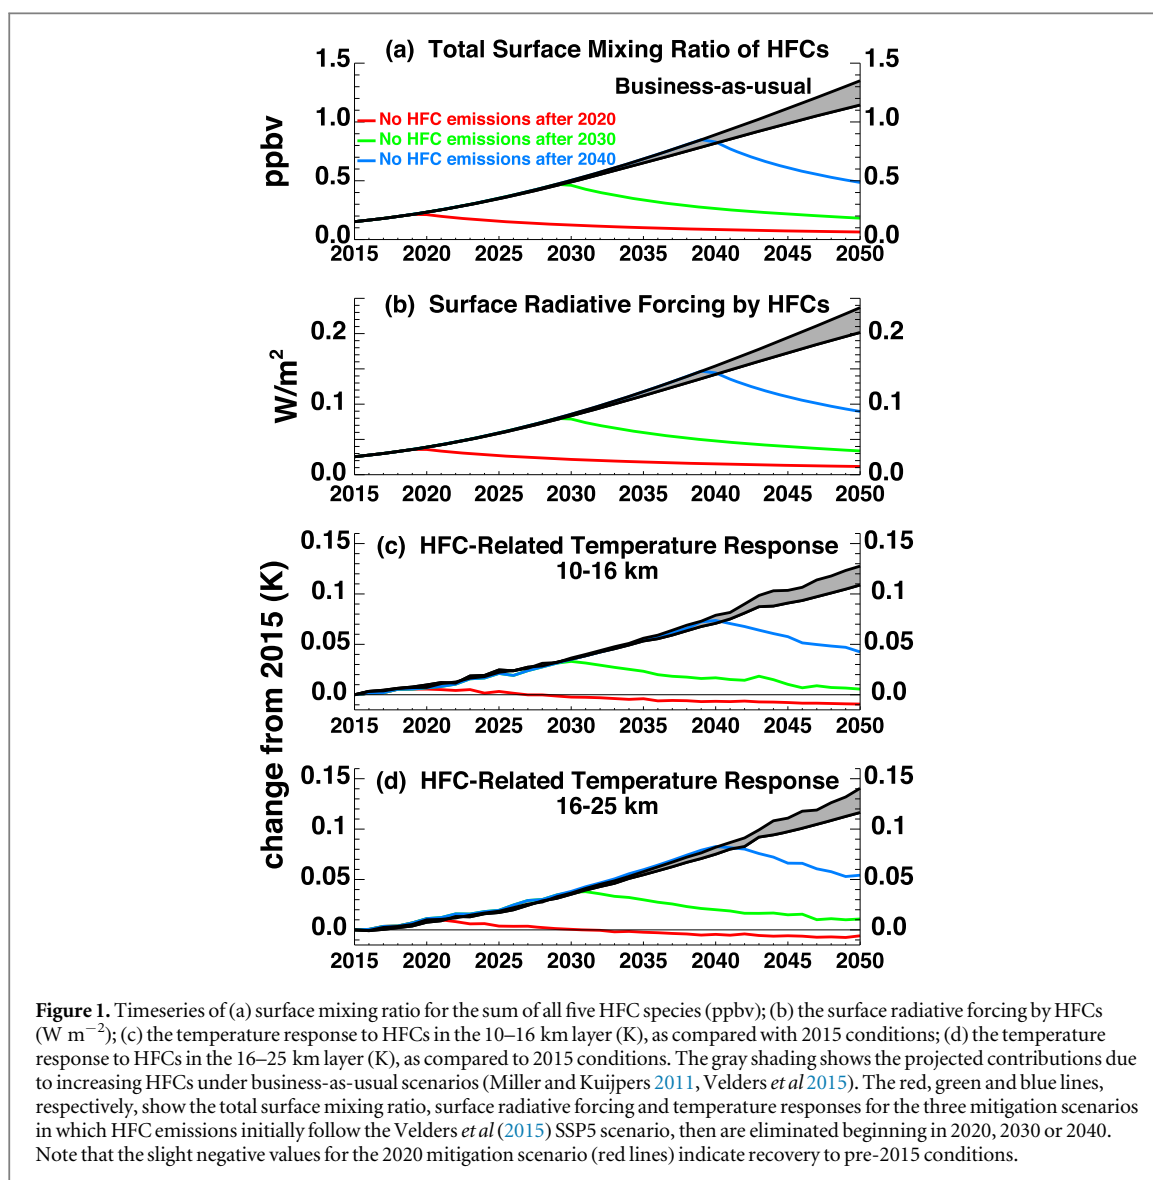 (a) Total Surface Mixing Ratio of HFCs
1.5 1.5
Business-as-usual
1.0 1.0
No HFC emissions after 2020
No HFC emissions after 2030
No HFC emissions after 2040
ppbv
0.5 0.5
0.0 0.0
2015 2020 2025 2030 2035 2040 2045 2050
(b) Surface Radiative Forcing by HFCs
0.2 0.2
W/m²
0.1 0.1
0.0 0.0
2015 2020 2025 2030 2035 2040 2045 2050
0.15 0.15
(c) HFC-Related Temperature Response
10-16 km
0.1 0.1
0.05 0.05
0.0 0.0
2015 2020 2025 2030 2035 2040 2045 2050
change from 2015 (K)
0.15 0.15
(d) HFC-Related Temperature Response
16-25 km
0.1 0.1
0.05 0.05
0.0 0.0
2015 2020 2025 2030 2035 2040 2045 2050
Figure 1. Timeseries of (a) surface mixing ratio for the sum of all five HFC species (ppbv); (b) the surface radiative forcing by HFCs
(W m⁻²); (c) the temperature response to HFCs in the 10–16 km layer (K), as compared with 2015 conditions; (d) the temperature
response to HFCs in the 16–25 km layer (K), as compared to 2015 conditions. The gray shading shows the projected contributions due
to increasing HFCs under business-as-usual scenarios (Miller and Kuijpers 2011, Velders et al 2015). The red, green and blue lines,
respectively, show the total surface mixing ratio, surface radiative forcing and temperature responses for the three mitigation scenarios
in which HFC emissions initially follow the Velders et al (2015) SSP5 scenario, then are eliminated beginning in 2020, 2030 or 2040.
Note that the slight negative values for the 2020 mitigation scenario (red lines) indicate recovery to pre-2015 conditions.